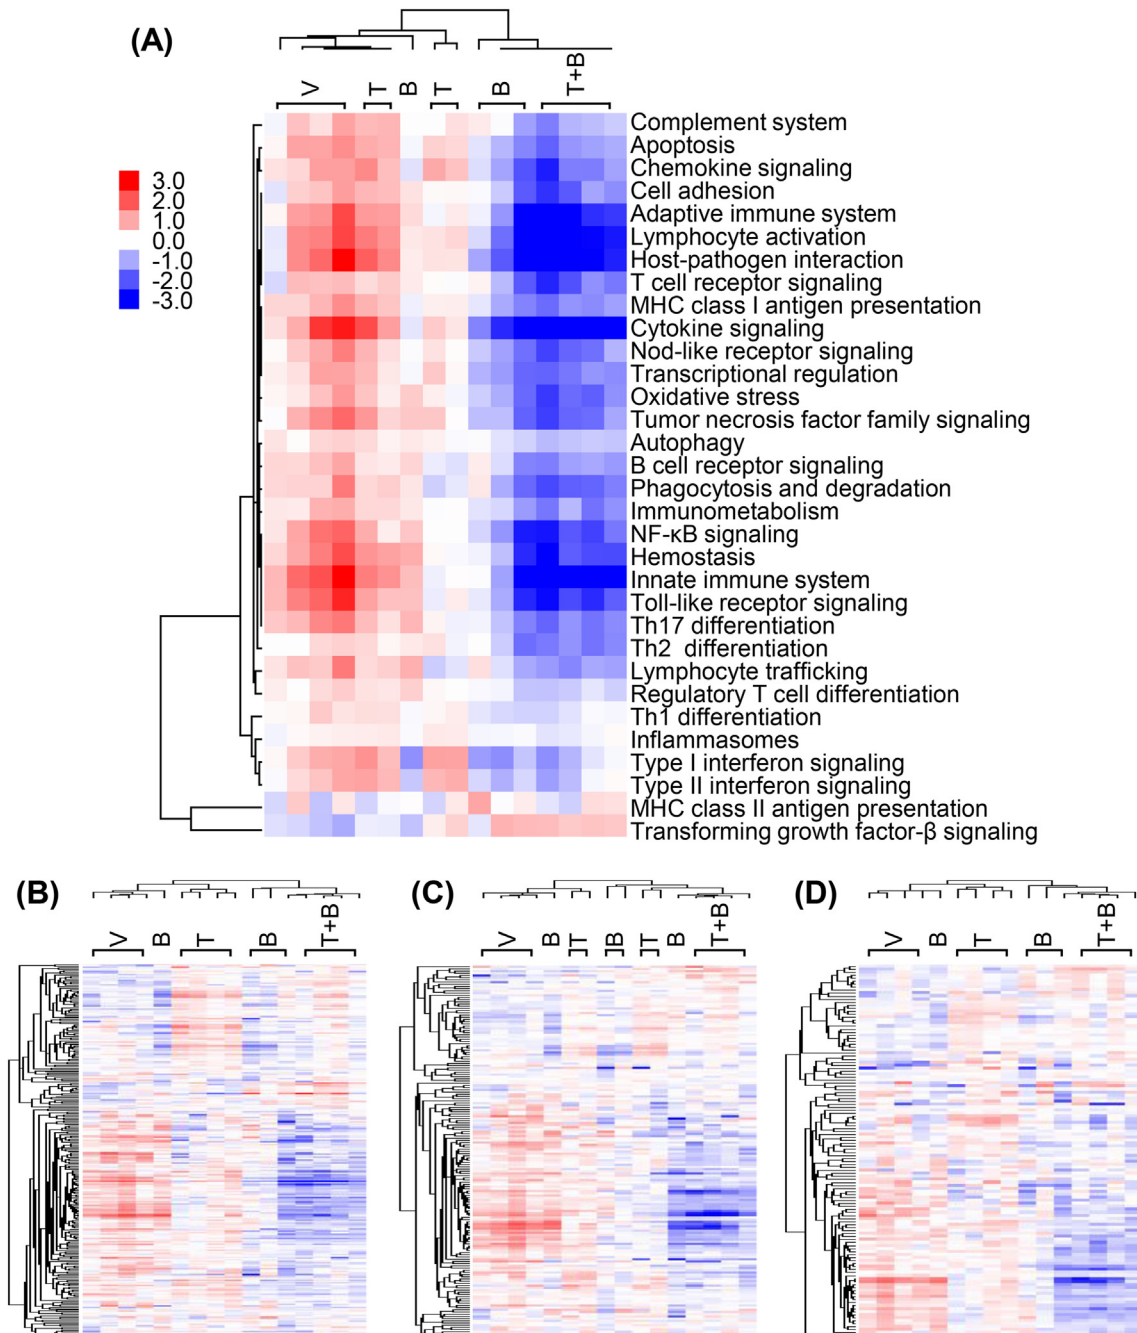 (A)
V T B T B T+B
3.0
2.0
1.0
0.0
-1.0
-2.0
-3.0
Complement system
Apoptosis
Chemokine signaling
Cell adhesion
Adaptive immune system
Lymphocyte activation
Host-pathogen interaction
T cell receptor signaling
MHC class I antigen presentation
Cytokine signaling
Nod-like receptor signaling
Transcriptional regulation
Oxidative stress
Tumor necrosis factor family signaling
Autophagy
B cell receptor signaling
Phagocytosis and degradation
Immunometabolism
NF-κB signaling
Hemostasis
Innate immune system
Toll-like receptor signaling
Th17 differentiation
Th2 differentiation
Lymphocyte trafficking
Regulatory T cell differentiation
Th1 differentiation
Inflammasomes
Type I interferon signaling
Type II interferon signaling
MHC class II antigen presentation
Transforming growth factor-β signaling
(B)
V B T B T+B
(C)
V B T B T B T+B
(D)
V B T B T+B